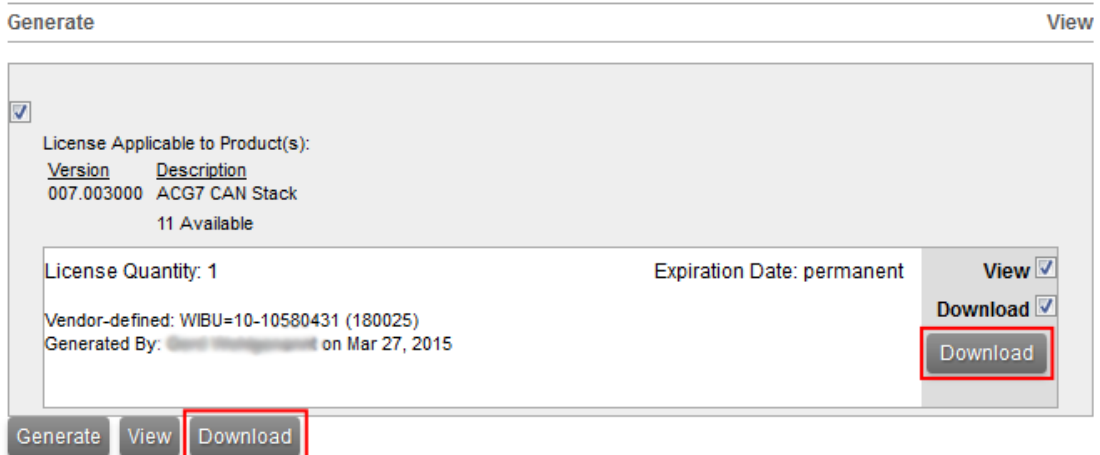 Generate View
License Applicable to Product(s):
Version Description
007.003000 ACG7 CAN Stack
11 Available
License Quantity: 1 Expiration Date: permanent View
Download
Vendor-defined: WIBU=10-10580431 (180025)
Generated By: on Mar 27, 2015
Download
Generate View Download